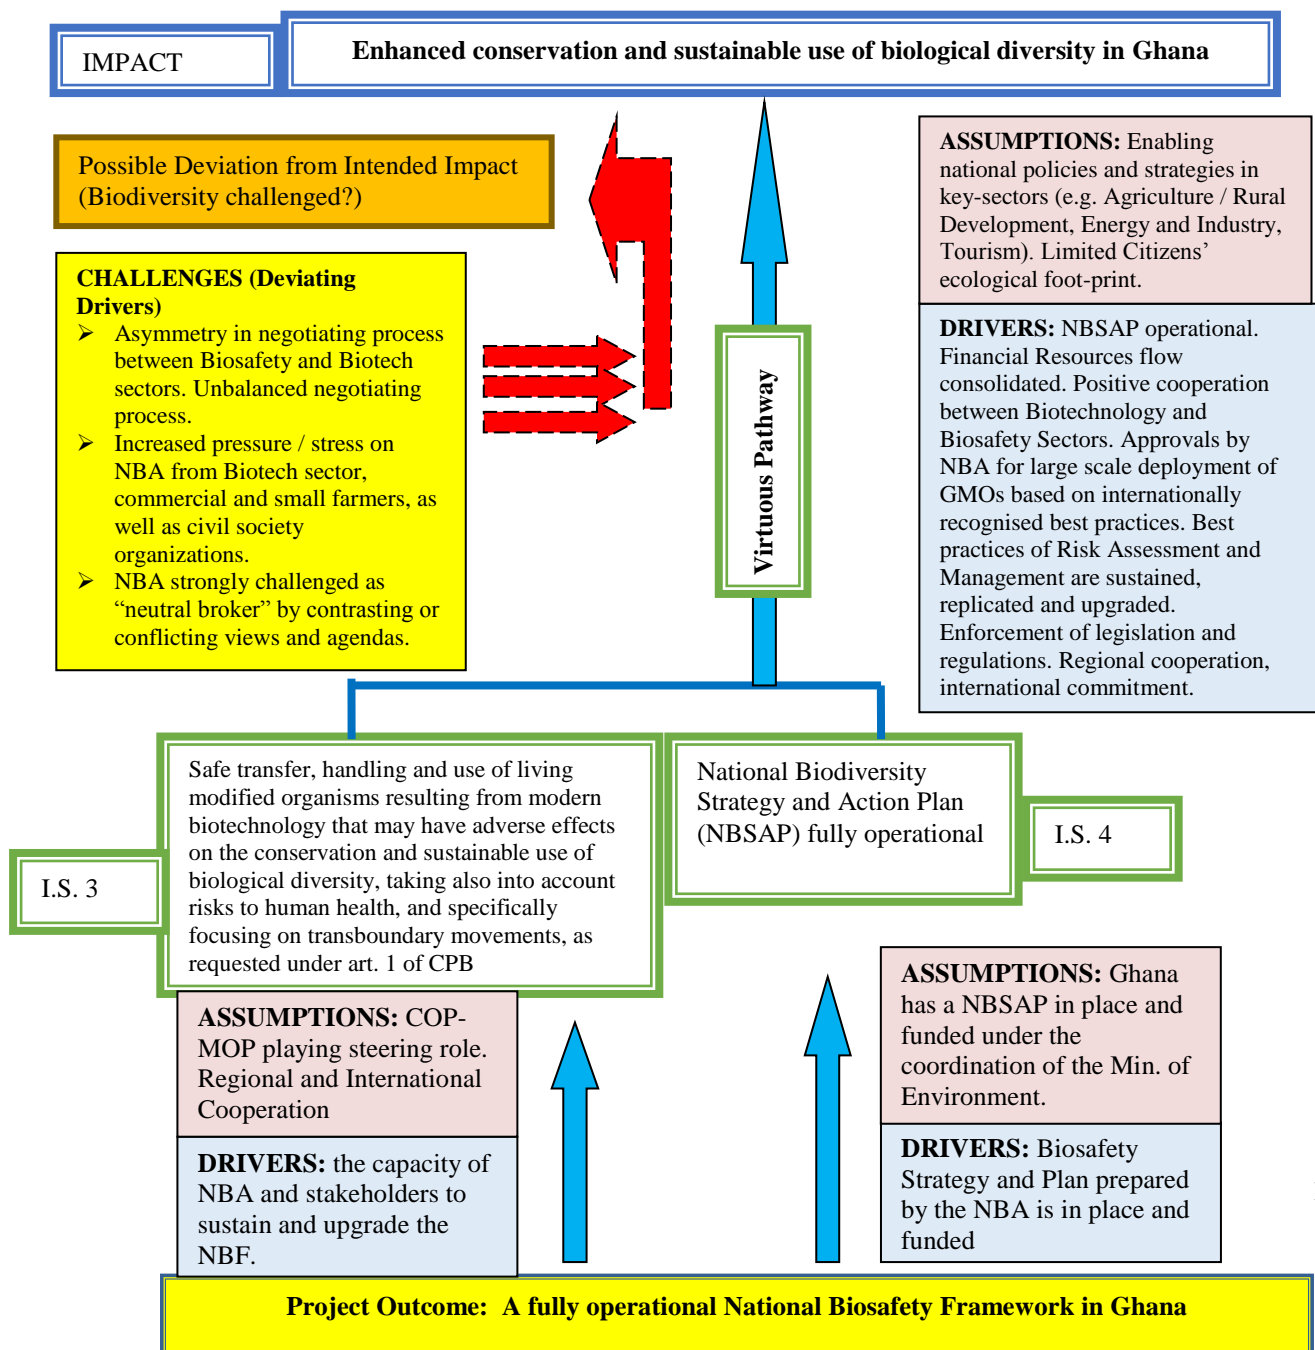 IMPACT
Enhanced conservation and sustainable use of biological diversity in Ghana
Possible Deviation from Intended Impact
(Biodiversity challenged?)
CHALLENGES (Deviating
Drivers)
➢ Asymmetry in negotiating process
between Biosafety and Biotech
sectors. Unbalanced negotiating
process.
➢ Increased pressure / stress on
NBA from Biotech sector,
commercial and small farmers, as
well as civil society
organizations.
➢ NBA strongly challenged as
“neutral broker” by contrasting or
conflicting views and agendas.
Virtuous Pathway
ASSUMPTIONS: Enabling
national policies and strategies in
key-sectors (e.g. Agriculture / Rural
Development, Energy and Industry,
Tourism). Limited Citizens’
ecological foot-print.
DRIVERS: NBSAP operational.
Financial Resources flow
consolidated. Positive cooperation
between Biotechnology and
Biosafety Sectors. Approvals by
NBA for large scale deployment of
GMOs based on internationally
recognised best practices. Best
practices of Risk Assessment and
Management are sustained,
replicated and upgraded.
Enforcement of legislation and
regulations. Regional cooperation,
international commitment.
I.S. 3
Safe transfer, handling and use of living
modified organisms resulting from modern
biotechnology that may have adverse effects
on the conservation and sustainable use of
biological diversity, taking also into account
risks to human health, and specifically
focusing on transboundary movements, as
requested under art. 1 of CPB
National Biodiversity
Strategy and Action Plan
(NBSAP) fully operational
I.S. 4
ASSUMPTIONS: COP-
MOP playing steering role.
Regional and International
Cooperation
DRIVERS: the capacity of
NBA and stakeholders to
sustain and upgrade the
NBF.
ASSUMPTIONS: Ghana
has a NBSAP in place and
funded under the
coordination of the Min. of
Environment.
DRIVERS: Biosafety
Strategy and Plan prepared
by the NBA is in place and
funded
Project Outcome: A fully operational National Biosafety Framework in Ghana